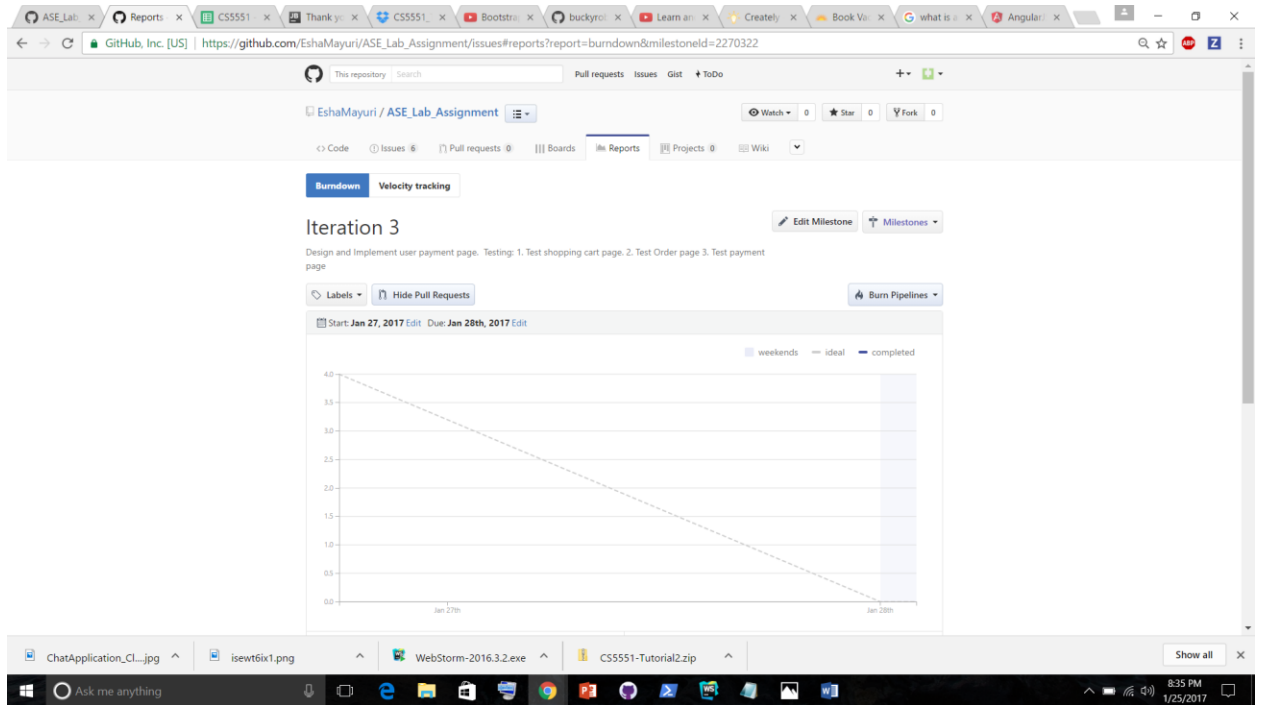 ASE_Lab
Reports
CS5551
Thank yo
CS5551_
Bootstrap
buckyrob
Learn and
Creately
Book Vac
what is a
AngularJ
GitHub, Inc. [US] | https://github.com/EshaMayuri/ASE_Lab_Assignment/issues#reports?report=burndown&milestoneId=2270322
ABP
Z
This repository Search Pull requests Issues Gist ToDo
EshaMayuri / ASE_Lab_Assignment Watch 0 Star 0 Fork 0
Code Issues 6 Pull requests 0 Boards Reports Projects 0 Wiki
Burndown Velocity tracking
Iteration 3 Edit Milestone Milestones
Design and Implement user payment page. Testing: 1. Test shopping cart page. 2. Test Order page 3. Test payment
page
Labels Hide Pull Requests Burn Pipelines
Start: Jan 27, 2017 Edit Due: Jan 28th, 2017 Edit
weekends ideal completed
4.0
3.5
3.0
2.5
2.0
1.5
1.0
0.5
0.0
Jan 27th Jan 28th
ChatApplication_Cl....jpg isewt6ix1.png WebStorm-2016.3.2.exe CS5551-Tutorial2.zip Show all
Ask me anything 8:35 PM
1/25/2017